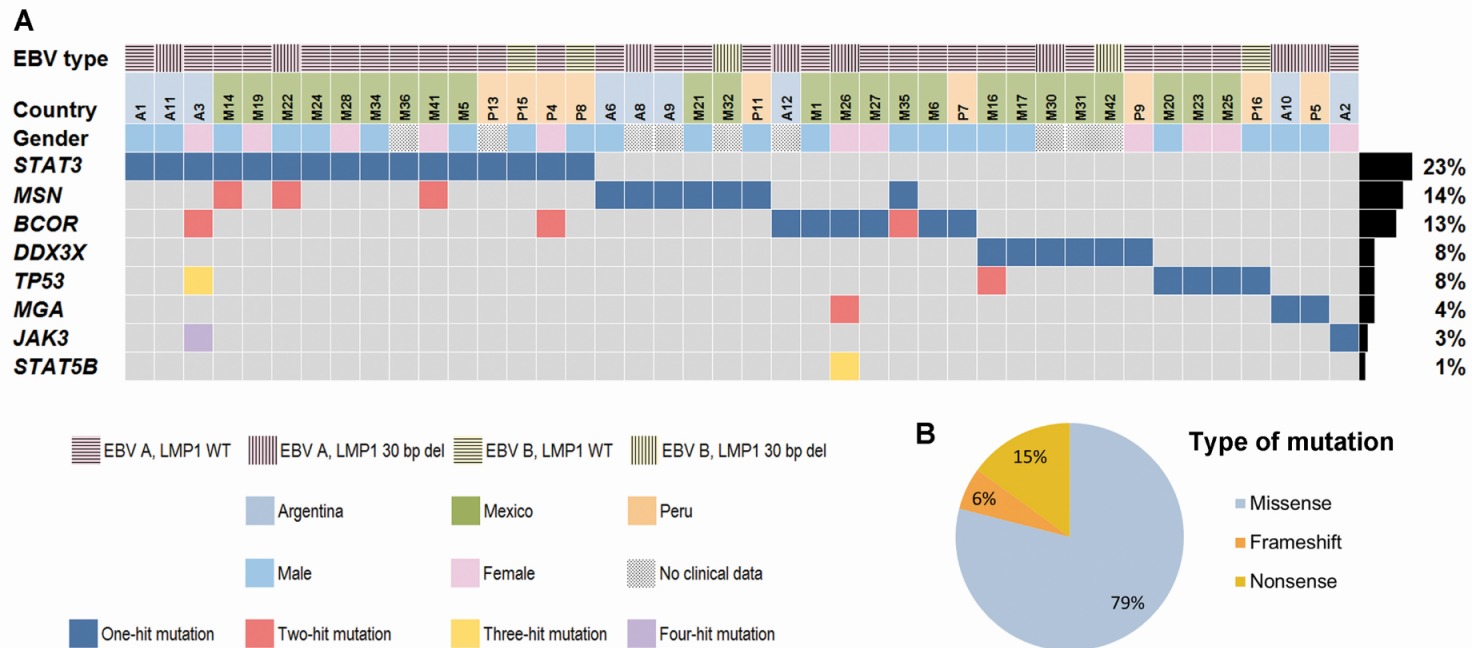 A
EBV type
Country A1 A11 A3 M14 M19 M22 M24 M28 M34 M36 M41 M5 P13 P15 P4 P8 A6 A8 A9 M21 M32 P11 A12 M1 M26 M27 M35 M6 P7 M16 M17 M30 M31 M42 P9 M20 M23 M25 P16 A10 P5 A2
Gender
STAT3 23%
MSN 14%
BCOR 13%
DDX3X 8%
TP53 8%
MGA 4%
JAK3 3%
STAT5B 1%
EBV A, LMP1 WT EBV A, LMP1 30 bp del EBV B, LMP1 WT EBV B, LMP1 30 bp del
Argentina Mexico Peru
Male Female No clinical data
One-hit mutation Two-hit mutation Three-hit mutation Four-hit mutation
B
Type of mutation
15%
6%
79%
Missense
Frameshift
Nonsense